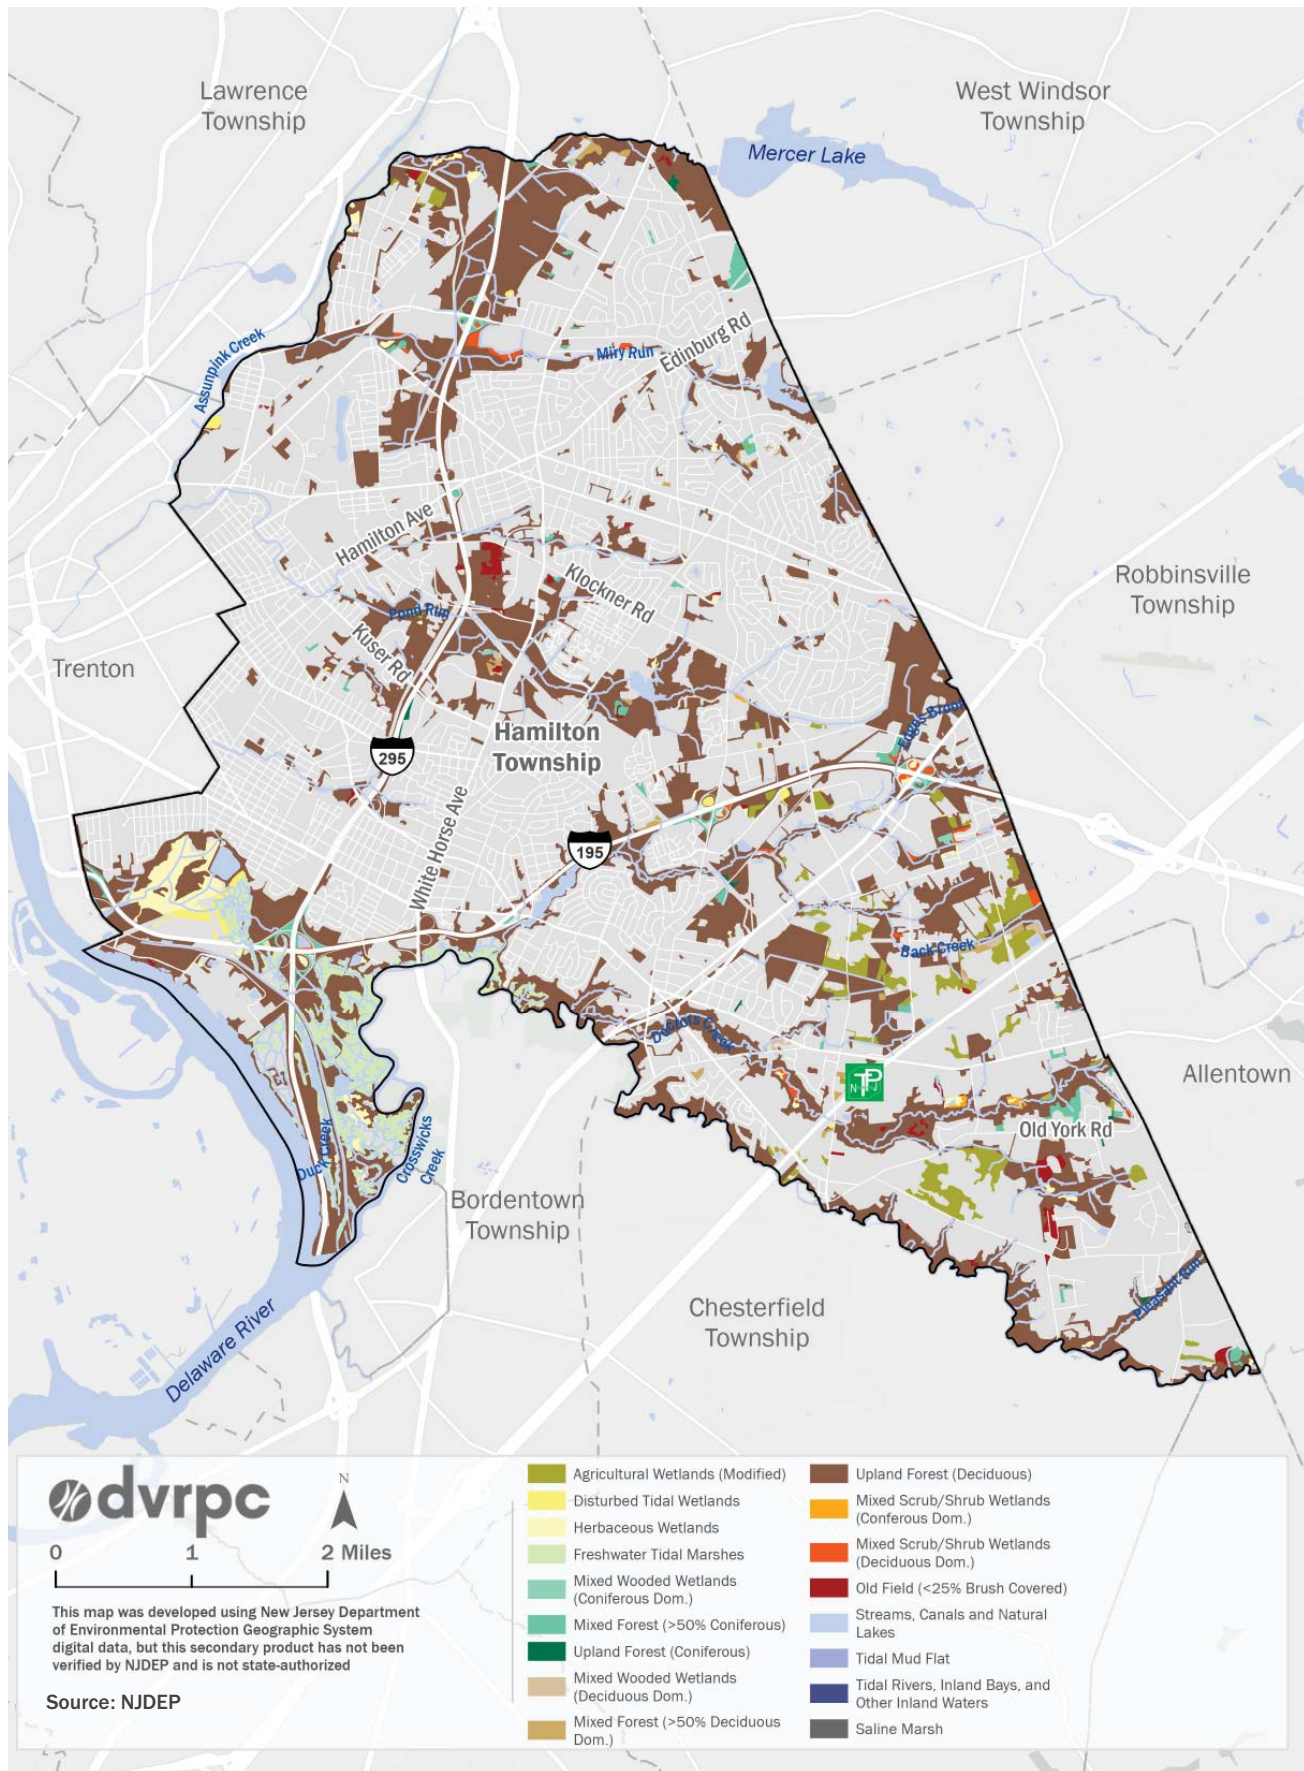 Lawrence
Township
West Windsor
Township
Mercer Lake
Assunpink Creek
Miry Run
Edinburg Rd
Hamilton Ave
Klockner Rd
Robbinsville
Township
Pond Run
Kuser Rd
Trenton
Hamilton
Township
Edges Brook
295
White Horse Ave
195
Back Creek
Doctors Creek
NTPJ
Allentown
Old York Rd
Duck Creek
Crosswicks
Creek
Bordentown
Township
Pleasant Run
Chesterfield
Township
Delaware River
dvrpc
N
0 1 2 Miles
This map was developed using New Jersey Department
of Environmental Protection Geographic System
digital data, but this secondary product has not been
verified by NJDEP and is not state-authorized
Source: NJDEP
Agricultural Wetlands (Modified)
Disturbed Tidal Wetlands
Herbaceous Wetlands
Freshwater Tidal Marshes
Mixed Wooded Wetlands
(Coniferous Dom.)
Mixed Forest (>50% Coniferous)
Upland Forest (Coniferous)
Mixed Wooded Wetlands
(Deciduous Dom.)
Mixed Forest (>50% Deciduous
Dom.)
Upland Forest (Deciduous)
Mixed Scrub/Shrub Wetlands
(Conferous Dom.)
Mixed Scrub/Shrub Wetlands
(Deciduous Dom.)
Old Field (<25% Brush Covered)
Streams, Canals and Natural
Lakes
Tidal Mud Flat
Tidal Rivers, Inland Bays, and
Other Inland Waters
Saline Marsh